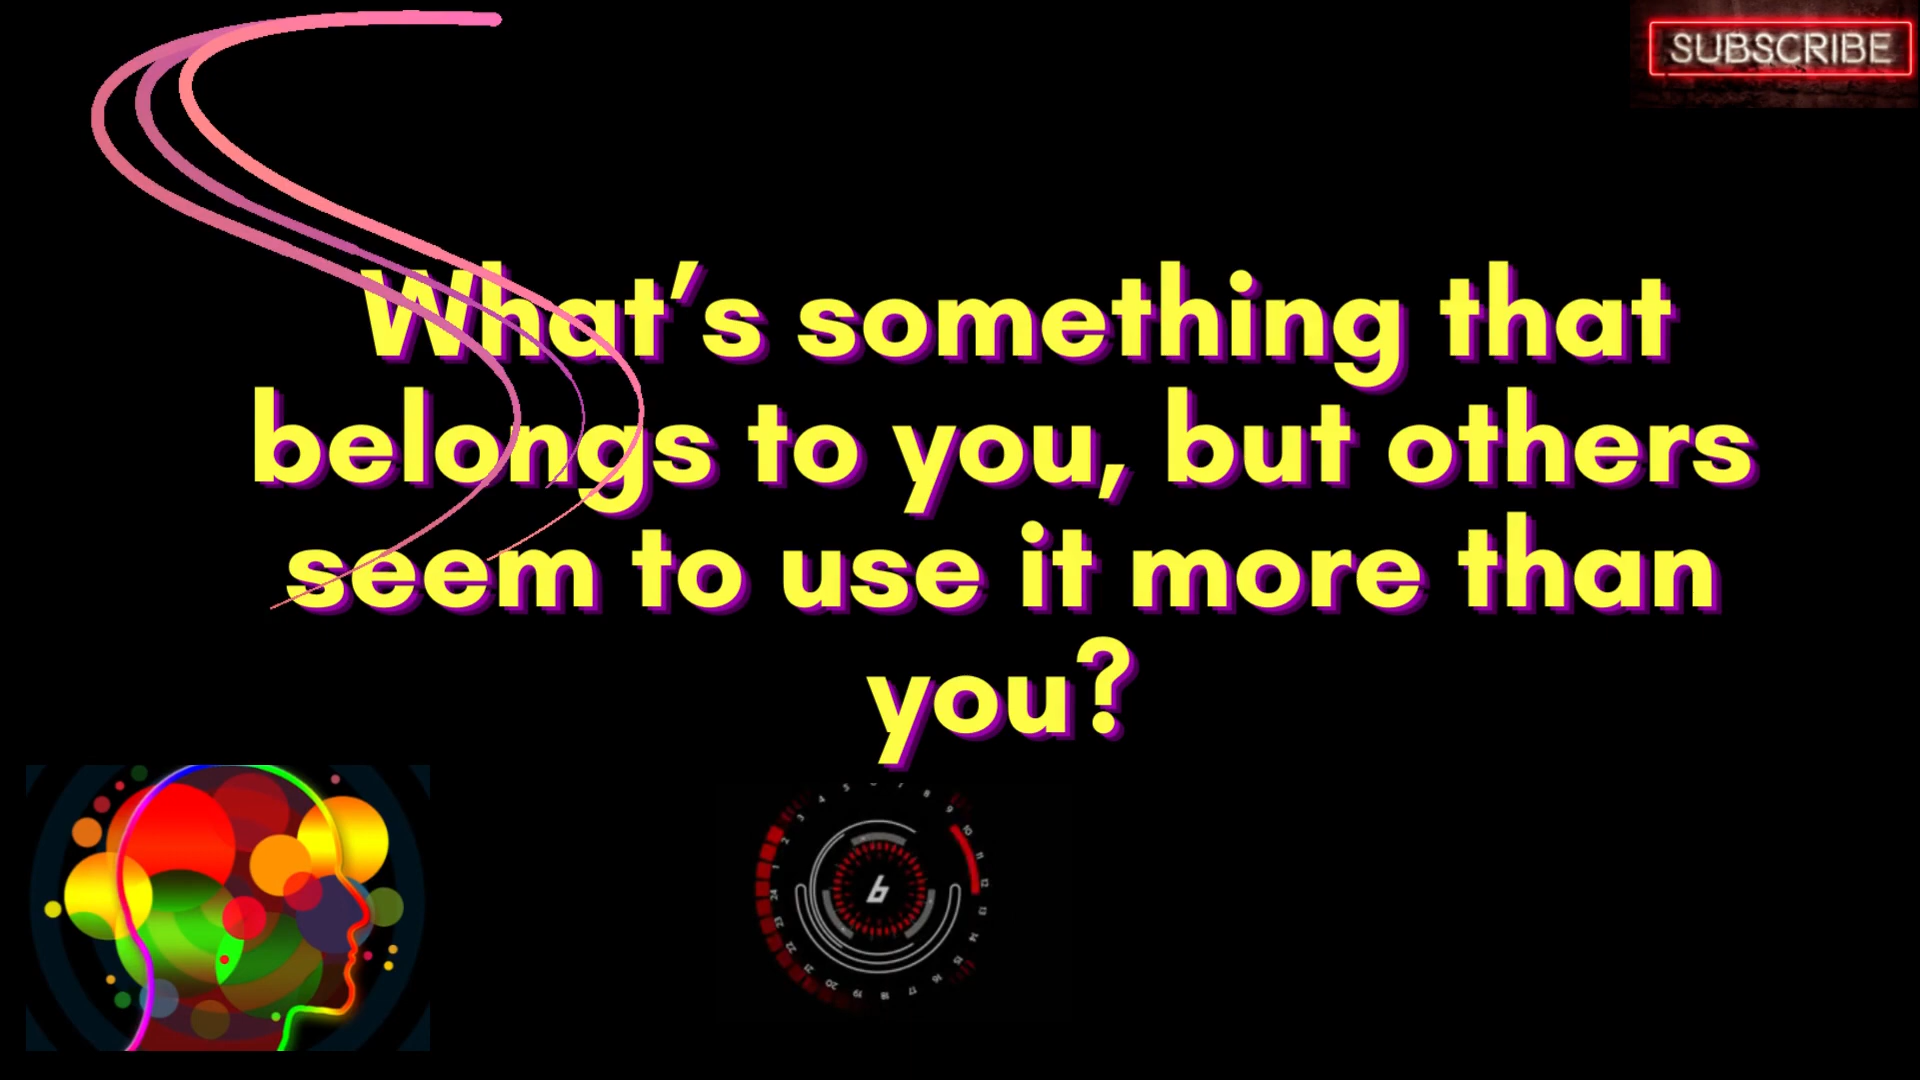 SUBSCRIBE
What’s something that
belongs to you, but others
seem to use it more than
you?
6